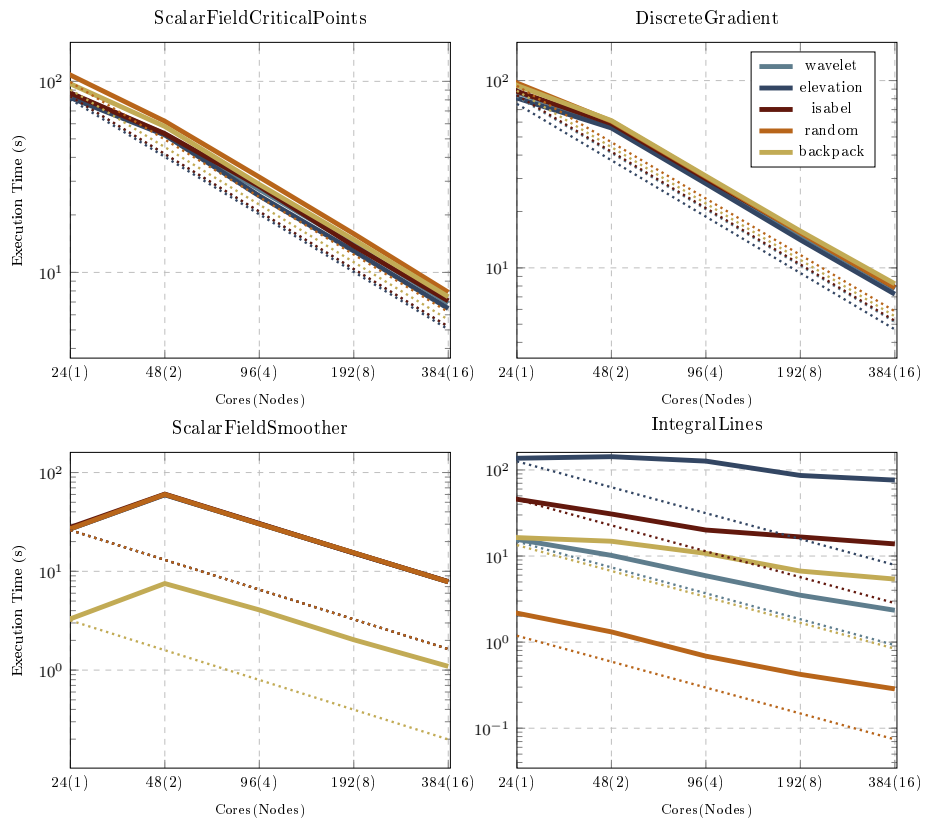 ScalarFieldCriticalPoints
DiscreteGradient
10²
10¹
Execution Time (s)
24(1) 48(2) 96(4) 192(8) 384(16)
Cores(Nodes)
10²
10¹
wavelet
elevation
isabel
random
backpack
24(1) 48(2) 96(4) 192(8) 384(16)
Cores(Nodes)
ScalarFieldSmoother
IntegralLines
10²
10¹
10⁰
Execution Time (s)
24(1) 48(2) 96(4) 192(8) 384(16)
Cores(Nodes)
10²
10¹
10⁰
10⁻¹
24(1) 48(2) 96(4) 192(8) 384(16)
Cores(Nodes)